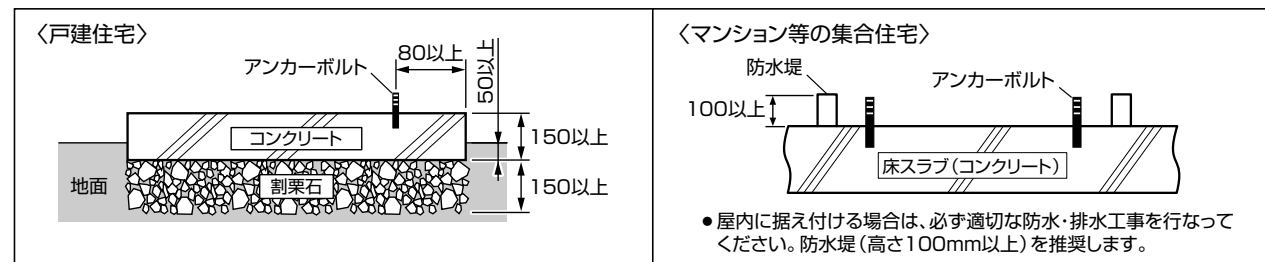 〈戸建住宅〉
アンカーボルト
80以上
50以上
コンクリート
150以上
地面
割栗石
150以上
〈マンション等の集合住宅〉
防水堤
アンカーボルト
100以上
床スラブ（コンクリート）
●屋内に据え付ける場合は、必ず適切な防水・排水工事を行なって
ください。防水堤（高さ100mm以上）を推奨します。